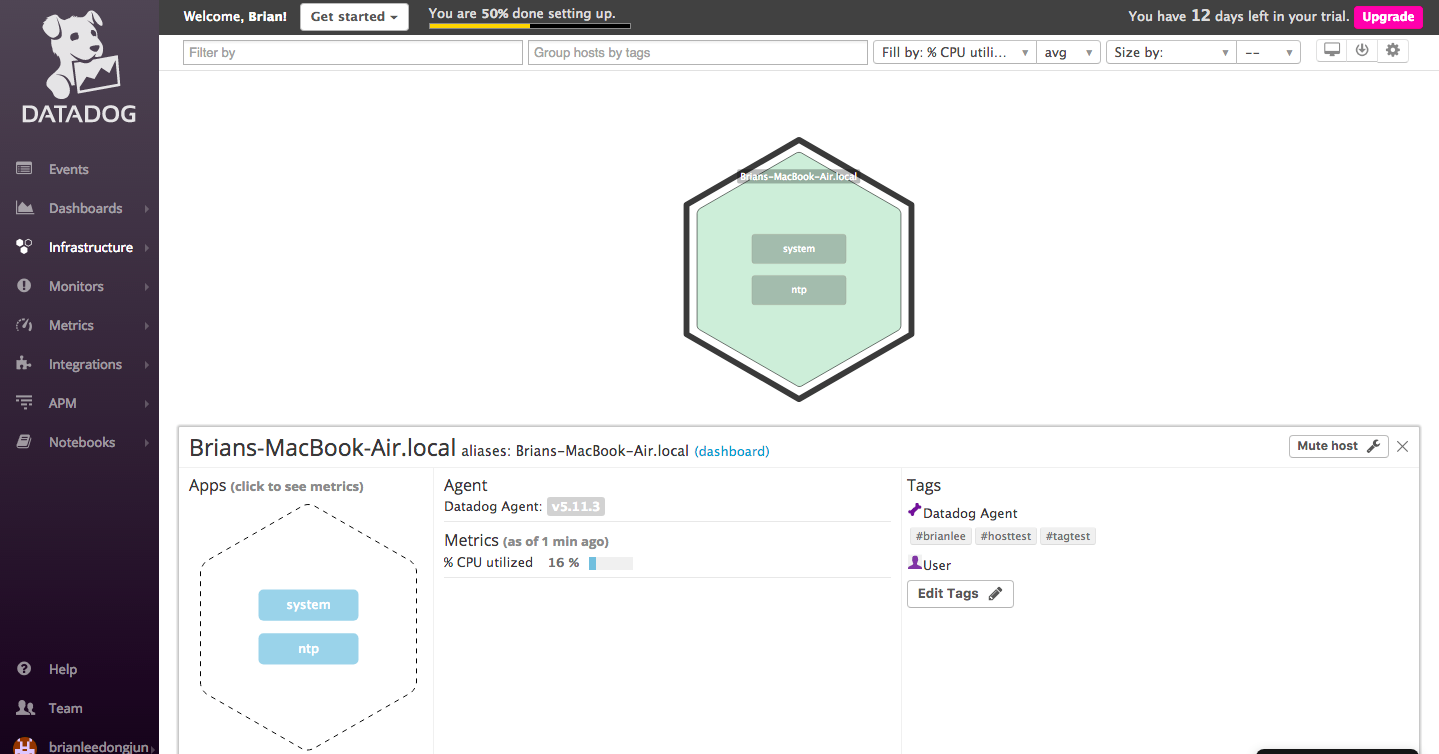 DATADOG
Events
Dashboards
Infrastructure
Monitors
Metrics
Integrations
APM
Notebooks
Help
Team
brianleedongjun
Welcome, Brian! Get started You are 50% done setting up. You have 12 days left in your trial. Upgrade
Filter by Group hosts by tags Fill by: % CPU utili... avg Size by: --
Brians-MacBook-Air.local
system
ntp
Brians-MacBook-Air.local aliases: Brians-MacBook-Air.local (dashboard) Mute host
Apps (click to see metrics)
system
ntp
Agent
Datadog Agent: v5.11.3
Metrics (as of 1 min ago)
% CPU utilized 16 %
Tags
Datadog Agent
#brianlee #hosttest #tagtest
User
Edit Tags